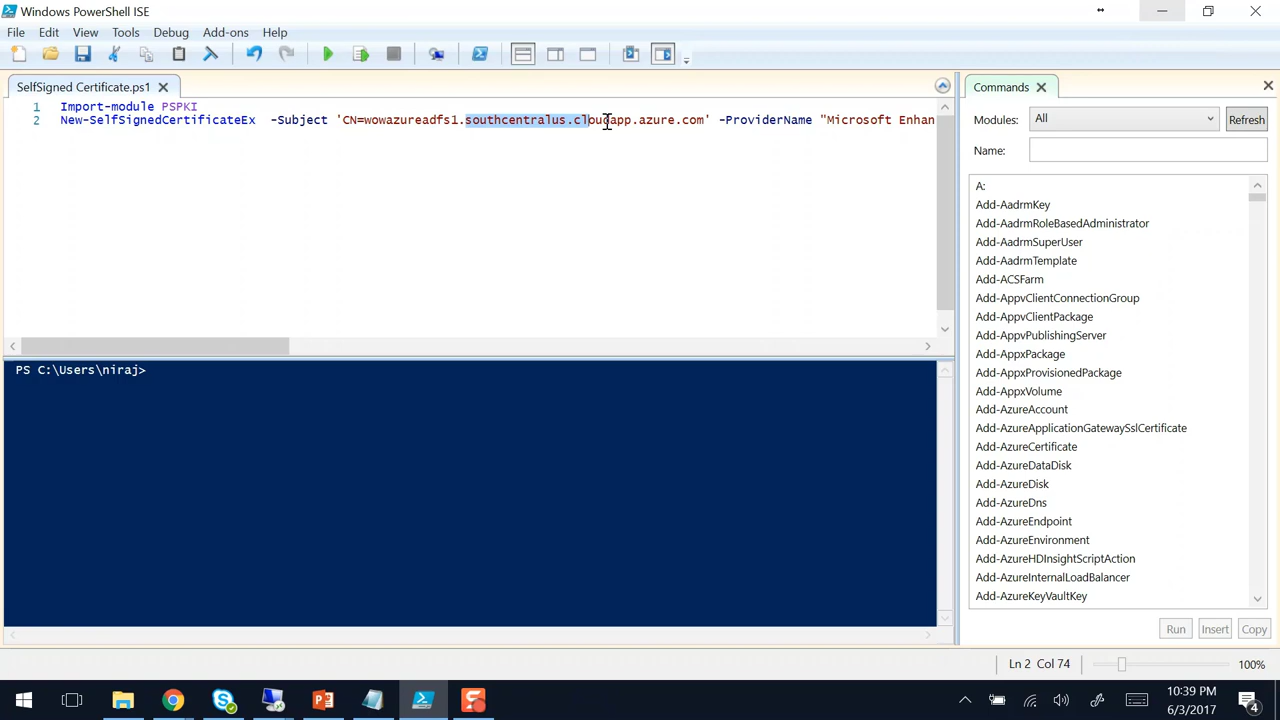 Windows PowerShell ISE
File Edit View Tools Debug Add-ons Help
SelfSigned Certificate.ps1
1 Import-module PSPKI
2 New-SelfSignedCertificateEx -Subject 'CN=wowazureadfs1.southcentralus.cloudapp.azure.com' -ProviderName "Microsoft Enhan
PS C:\Users\niraj>
Commands
Modules: All Refresh
Name:
A:
Add-AadrmKey
Add-AadrmRoleBasedAdministrator
Add-AadrmSuperUser
Add-AadrmTemplate
Add-ACSFarm
Add-AppvClientConnectionGroup
Add-AppvClientPackage
Add-AppvPublishingServer
Add-AppxPackage
Add-AppxProvisionedPackage
Add-AppxVolume
Add-AzureAccount
Add-AzureApplicationGatewaySslCertificate
Add-AzureCertificate
Add-AzureDataDisk
Add-AzureDisk
Add-AzureDns
Add-AzureEndpoint
Add-AzureEnvironment
Add-AzureHDInsightScriptAction
Add-AzureInternalLoadBalancer
Add-AzureKeyVaultKey
Run Insert Copy
Ln 2 Col 74 100%
10:39 PM
6/3/2017
4